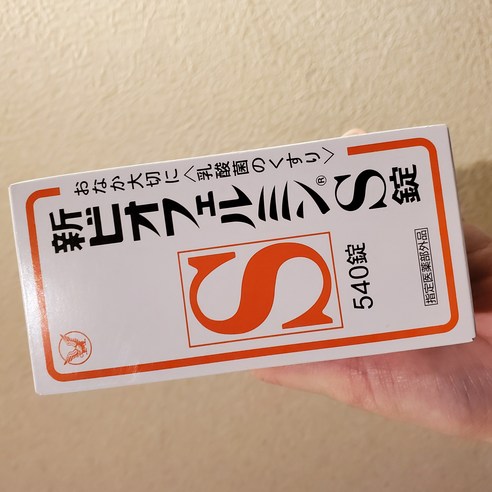 おなか大切に〈乳酸菌のくすり〉
新ビオフェルミン®S錠
S
540錠
指定医薬部外品